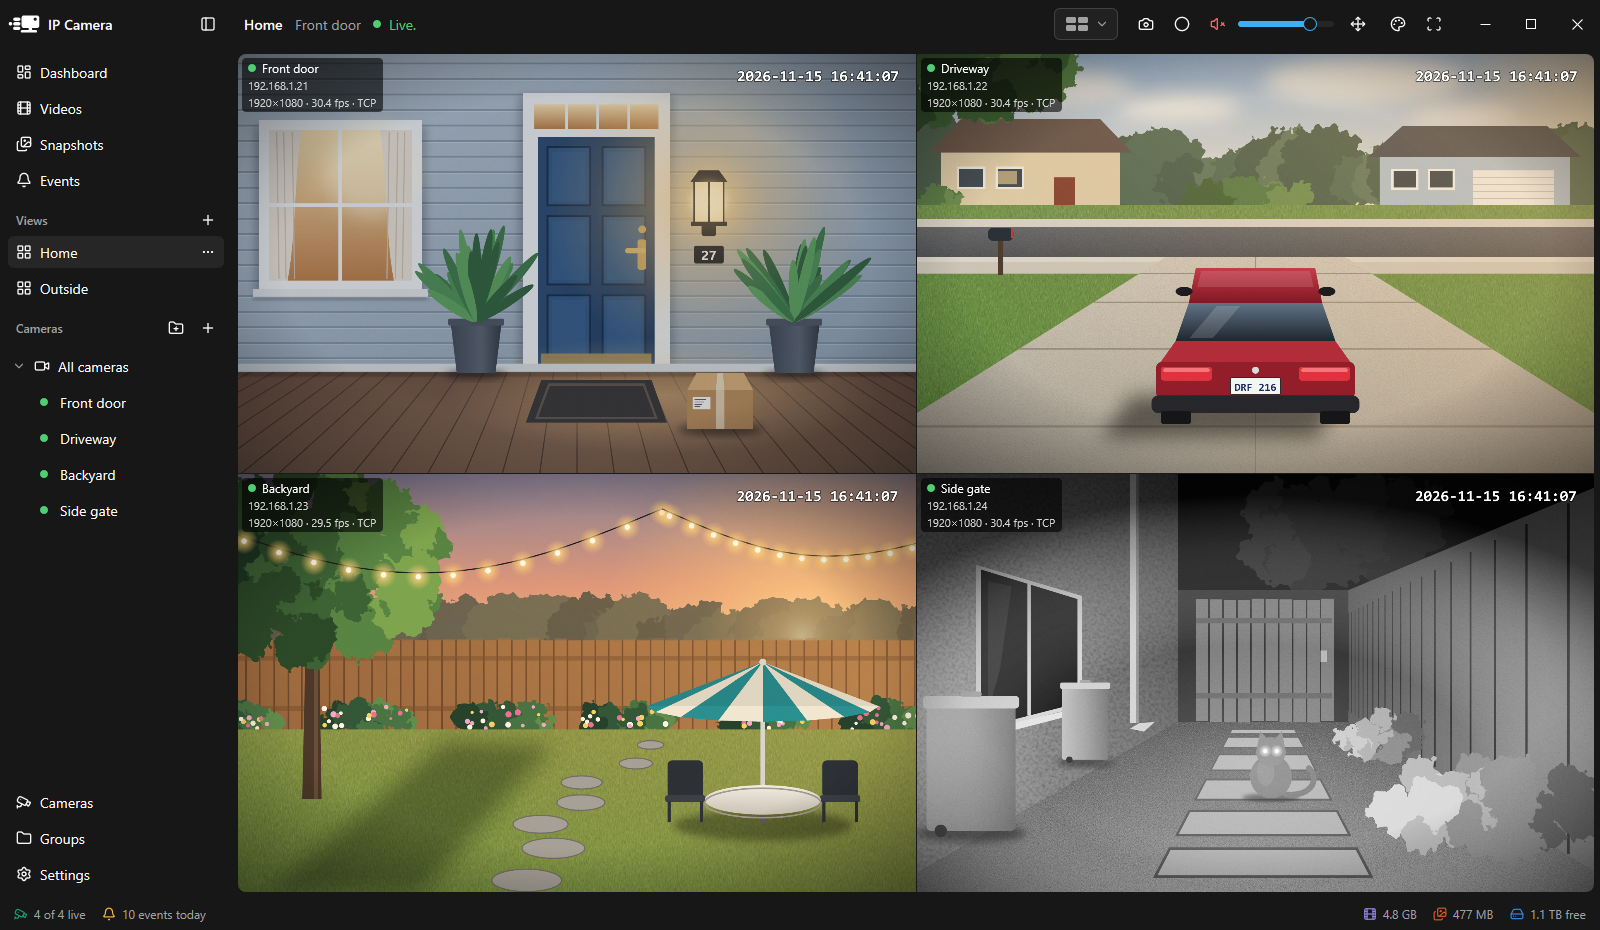 IP Camera
Home Front door Live.
Dashboard
Videos
Snapshots
Events
Views
Home
Outside
Cameras
All cameras
Front door
Driveway
Backyard
Side gate
Cameras
Groups
Settings
Front door
192.168.1.21
1920×1080 · 30.4 fps · TCP
2026-11-15 16:41:07
27
Driveway
192.168.1.22
1920×1080 · 30.4 fps · TCP
2026-11-15 16:41:07
DRF 216
Backyard
192.168.1.23
1920×1080 · 29.5 fps · TCP
2026-11-15 16:41:07
Side gate
192.168.1.24
1920×1080 · 30.4 fps · TCP
2026-11-15 16:41:07
4 of 4 live 10 events today
4.8 GB 477 MB 1.1 TB free